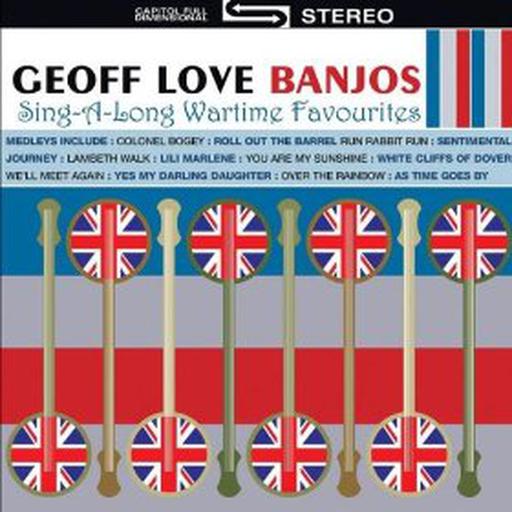 CAPITOL FULL
DIMENSIONAL
STEREO
GEOFF LOVE BANJOS
Sing-A-Long Wartime Favourites
MEDLEYS INCLUDE : COLONEL BOGEY : ROLL OUT THE BARREL RUN RABBIT RUN : SENTIMENTAL
JOURNEY : LAMBETH WALK : LILI MARLENE : YOU ARE MY SUNSHINE : WHITE CLIFFS OF DOVER
WE'LL MEET AGAIN : YES MY DARLING DAUGHTER : OVER THE RAINBOW : AS TIME GOES BY